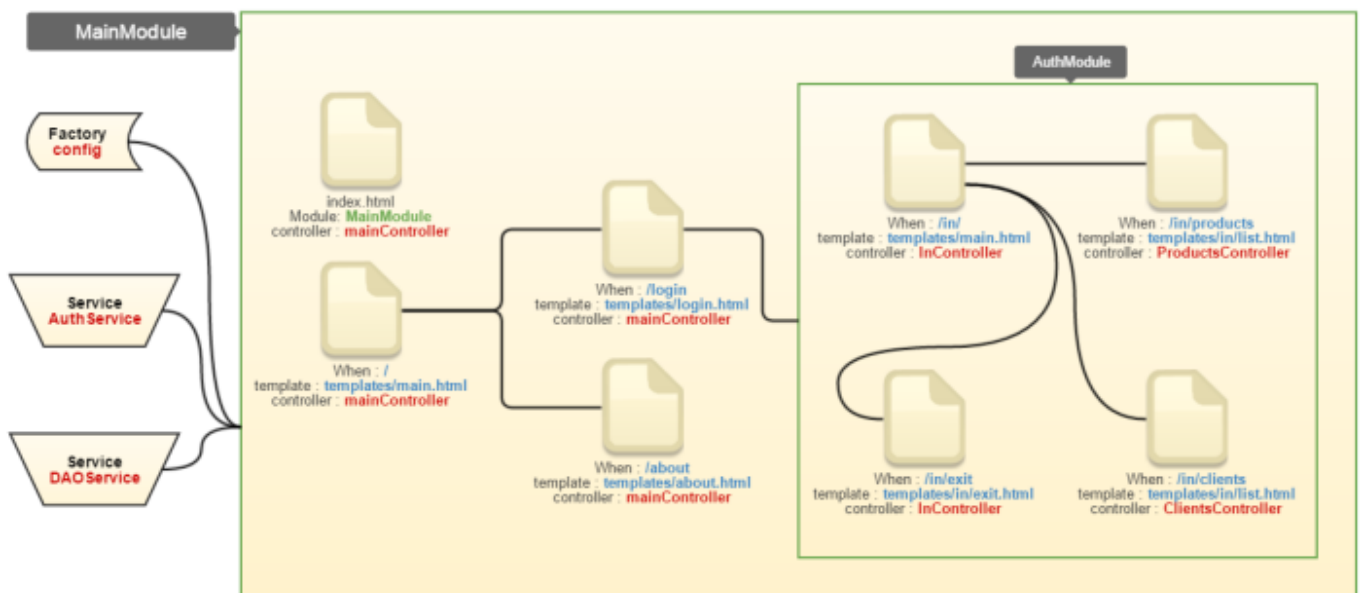 MainModule
AuthModule
Factory
config
Service
AuthService
Service
DAOService
index.html
Module: MainModule
controller : mainController
When : /
template : templates/main.html
controller : mainController
When : /login
template : templates/login.html
controller : mainController
When : /about
template : templates/about.html
controller : mainController
When : /in/
template : templates/main.html
controller : InController
When : /in/products
template : templates/in/list.html
controller : ProductsController
When : /in/exit
template : templates/in/exit.html
controller : InController
When : /in/clients
template : templates/in/list.html
controller : ClientsController